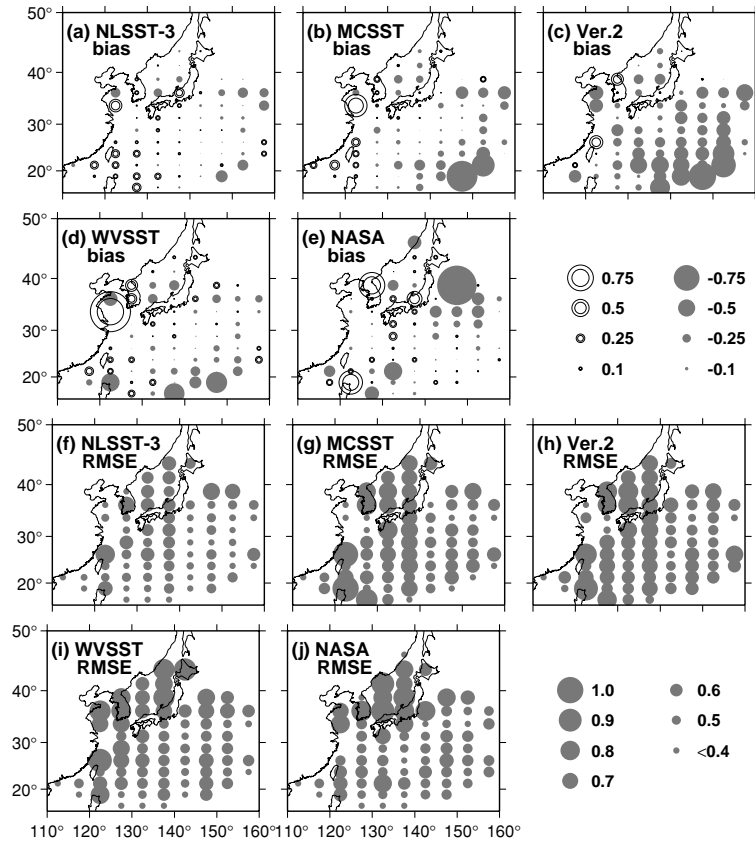 50°
40°
30°
20°
(a) NLSST-3
bias
(b) MCSST
bias
(c) Ver.2
bias
50°
40°
30°
20°
(d) WVSST
bias
(e) NASA
bias
0.75
-0.75
0.5
-0.5
0.25
-0.25
0.1
-0.1
50°
40°
30°
20°
(f) NLSST-3
RMSE
(g) MCSST
RMSE
(h) Ver.2
RMSE
50°
40°
30°
20°
(i) WVSST
RMSE
(j) NASA
RMSE
1.0
0.6
0.9
0.5
0.8
<0.4
0.7
110° 120° 130° 140° 150° 160°
110° 120° 130° 140° 150° 160°